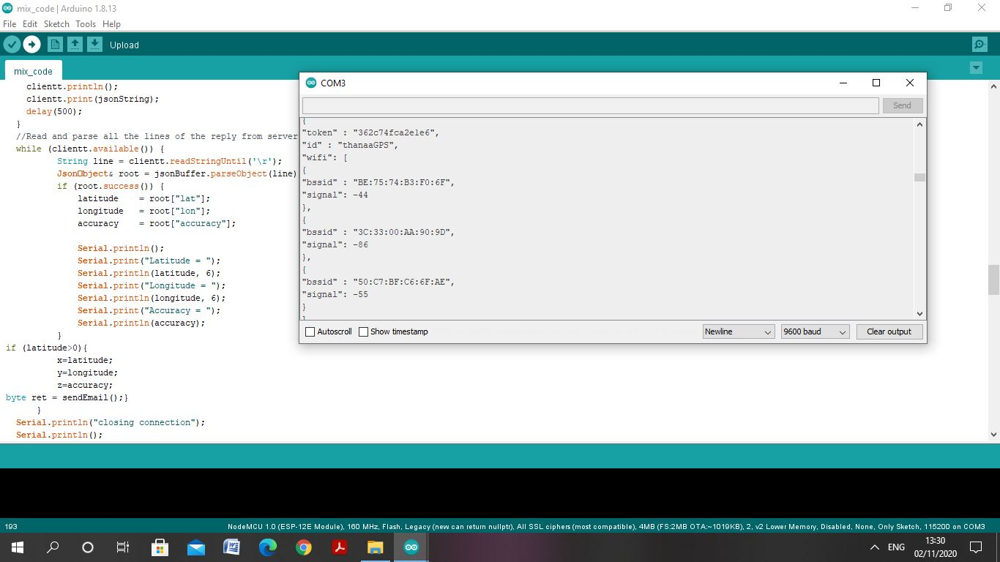 mix_code | Arduino 1.8.13
File Edit Sketch Tools Help
Upload
mix_code
clientt.println();
clientt.print(jsonString);
delay(500);
}
//Read and parse all the lines of the reply from server
while (clientt.available()) {
String line = clientt.readStringUntil('\r');
JsonObject& root = jsonBuffer.parseObject(line)
if (root.success()) {
latitude    = root["lat"];
longitude   = root["lon"];
accuracy    = root["accuracy"];
Serial.println();
Serial.print("Latitude = ");
Serial.println(latitude, 6);
Serial.print("Longitude = ");
Serial.println(longitude, 6);
Serial.print("Accuracy = ");
Serial.println(accuracy);
}
if (latitude>0){
x=latitude;
y=longitude;
z=accuracy;
byte ret = sendEmail();}
}
Serial.println("closing connection");
Serial.println();
COM3
Send
{
"token" : "362c74fca2e1e6",
"id" : "thanaaGPS",
"wifi": [
{
"bssid" : "BE:75:74:B3:F0:6F",
"signal": -44
},
{
"bssid" : "3C:33:00:AA:90:9D",
"signal": -86
},
{
"bssid" : "50:C7:BF:C6:6F:AE",
"signal": -55
}
]
Autoscroll Show timestamp Newline 9600 baud Clear output
193 NodeMCU 1.0 (ESP-12E Module), 160 MHz, Flash, Legacy (new can return nullptr), All SSL ciphers (most compatible), 4MB (FS:2MB OTA:~1019KB), 2, v2 Lower Memory, Disabled, None, Only Sketch, 115200 on COM3
ENG
13:30
02/11/2020